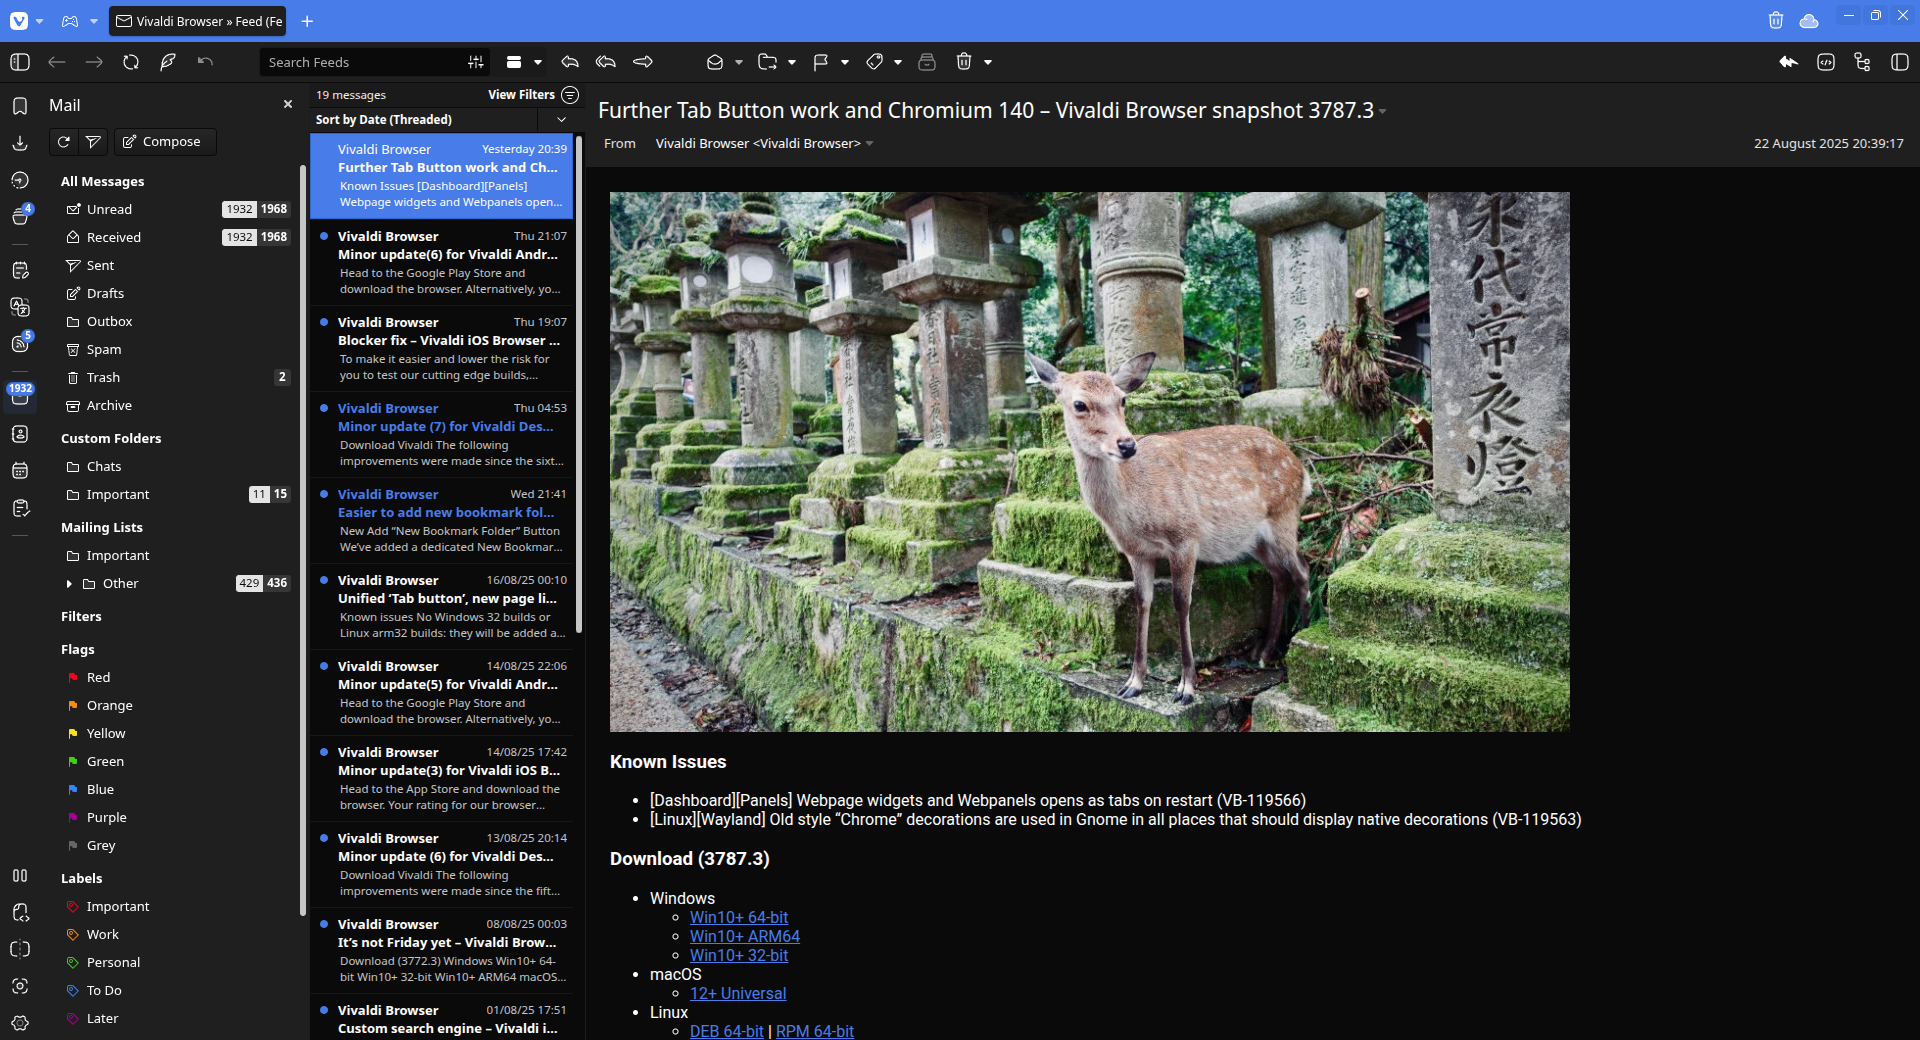 Vivaldi Browser » Feed (Fe
Search Feeds
Mail
Compose
All Messages
Unread 1932 1968
Received 1932 1968
Sent
Drafts
Outbox
Spam
Trash 2
Archive
Custom Folders
Chats
Important 11 15
Mailing Lists
Important
Other 429 436
Filters
Flags
Red
Orange
Yellow
Green
Blue
Purple
Grey
Labels
Important
Work
Personal
To Do
Later
4
5
1932
19 messages View Filters
Sort by Date (Threaded)
Vivaldi Browser Yesterday 20:39
Further Tab Button work and Ch...
Known Issues [Dashboard][Panels]
Webpage widgets and Webpanels open...
Vivaldi Browser Thu 21:07
Minor update(6) for Vivaldi Andr...
Head to the Google Play Store and
download the browser. Alternatively, yo...
Vivaldi Browser Thu 19:07
Blocker fix – Vivaldi iOS Browser ...
To make it easier and lower the risk for
you to test our cutting edge builds,...
Vivaldi Browser Thu 04:53
Minor update (7) for Vivaldi Des...
Download Vivaldi The following
improvements were made since the sixt...
Vivaldi Browser Wed 21:41
Easier to add new bookmark fol...
New Add “New Bookmark Folder” Button
We’ve added a dedicated New Bookmar...
Vivaldi Browser 16/08/25 00:10
Unified ‘Tab button’, new page li...
Known issues No Windows 32 builds or
Linux arm32 builds: they will be added a...
Vivaldi Browser 14/08/25 22:06
Minor update(5) for Vivaldi Andr...
Head to the Google Play Store and
download the browser. Alternatively, yo...
Vivaldi Browser 14/08/25 17:42
Minor update(3) for Vivaldi iOS B...
Head to the App Store and download the
browser. Your rating for our browser...
Vivaldi Browser 13/08/25 20:14
Minor update (6) for Vivaldi Des...
Download Vivaldi The following
improvements were made since the fift...
Vivaldi Browser 08/08/25 00:03
It’s not Friday yet – Vivaldi Brow...
Download (3772.3) Windows Win10+ 64-
bit Win10+ 32-bit Win10+ ARM64 macOS...
Vivaldi Browser 01/08/25 17:51
Custom search engine – Vivaldi i...
Further Tab Button work and Chromium 140 – Vivaldi Browser snapshot 3787.3
From Vivaldi Browser <Vivaldi Browser> 22 August 2025 20:39:17
永代常衣燈
Known Issues
• [Dashboard][Panels] Webpage widgets and Webpanels opens as tabs on restart (VB-119566)
• [Linux][Wayland] Old style “Chrome” decorations are used in Gnome in all places that should display native decorations (VB-119563)
Download (3787.3)
• Windows
Win10+ 64-bit
Win10+ ARM64
Win10+ 32-bit
• macOS
12+ Universal
• Linux
DEB 64-bit | RPM 64-bit